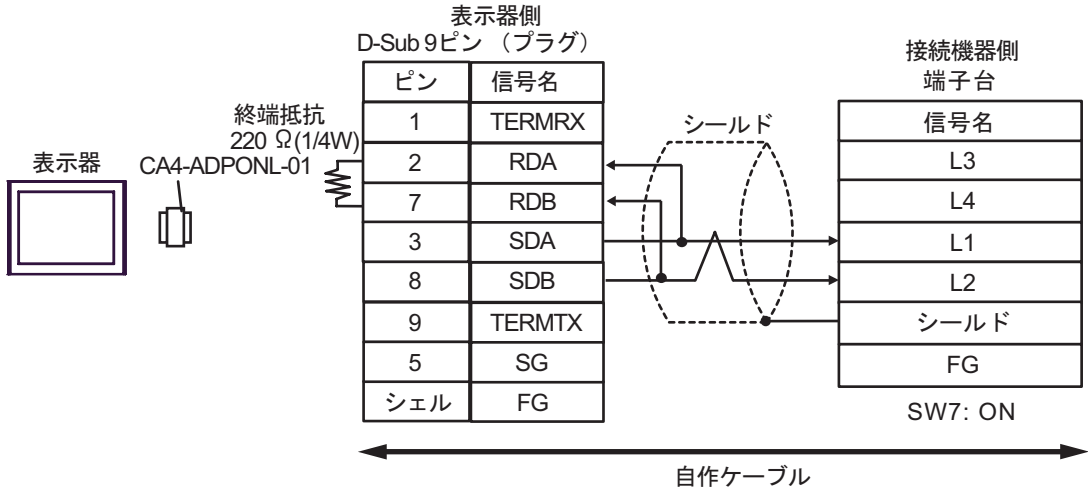 表示器側
D-Sub 9ピン （プラグ）
ピン 信号名
1 TERMRX
2 RDA
7 RDB
3 SDA
8 SDB
9 TERMTX
5 SG
シェル FG
終端抵抗
220 Ω(1/4W)
表示器
CA4-ADPONL-01
シールド
接続機器側
端子台
信号名
L3
L4
L1
L2
シールド
FG
SW7: ON
自作ケーブル